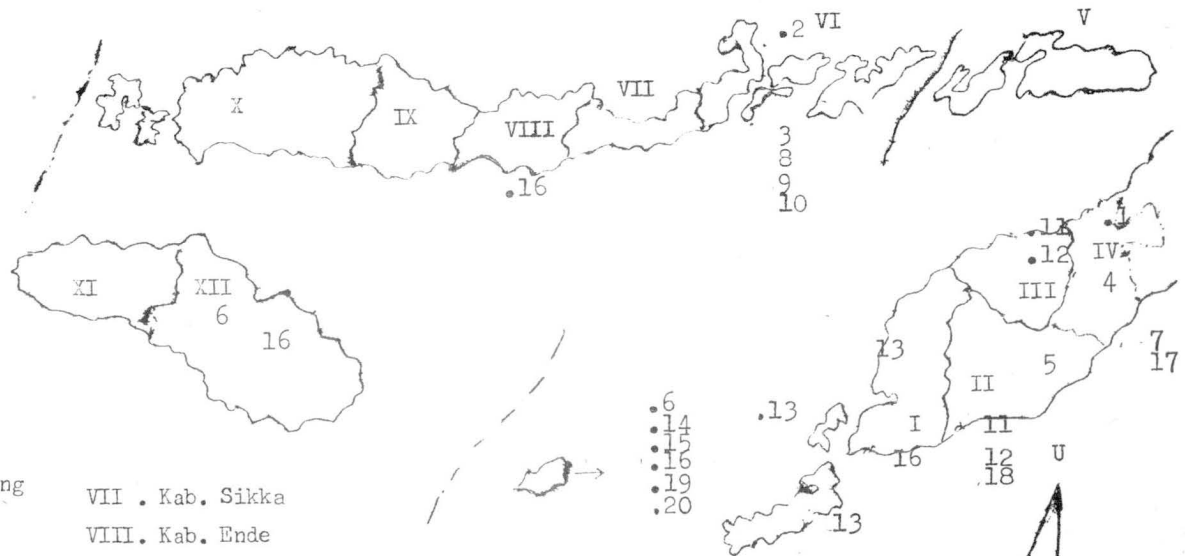 V
VI
.2
VII
X
IX
VIII
3
8
9
10
.16
1
.12
IV
III
4
XI
XII
6
16
13
5
7
17
II
.6
.13
.14
I
11
.15
.16
16
12
U
18
.19
.20
13
ng
VII . Kab. Sikka
VIII. Kab. Ende